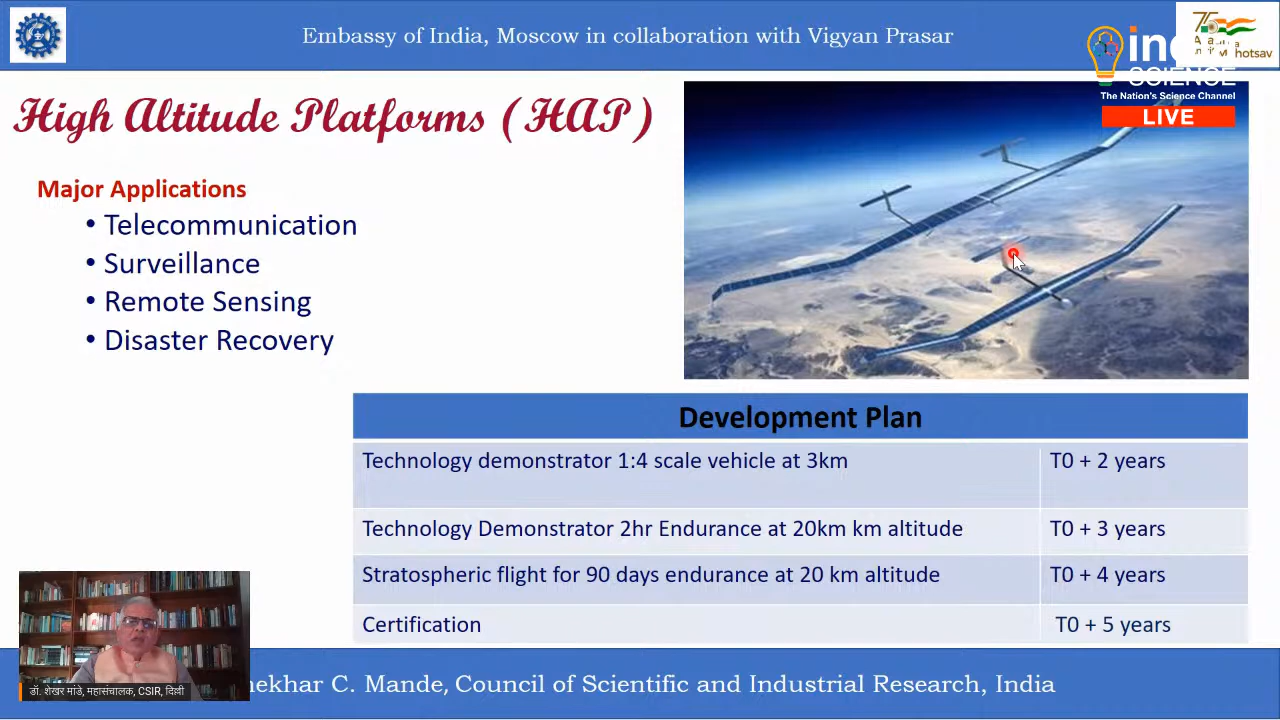 Embassy of India, Moscow in collaboration with Vigyan Prasar
75
hotsav
SCIENCE
The Nation's Science Channel
LIVE
High Altitude Platforms (HAP)
Major Applications
• Telecommunication
• Surveillance
• Remote Sensing
• Disaster Recovery
Development Plan
Technology demonstrator 1:4 scale vehicle at 3km T0 + 2 years
Technology Demonstrator 2hr Endurance at 20km km altitude T0 + 3 years
Stratospheric flight for 90 days endurance at 20 km altitude T0 + 4 years
Certification T0 + 5 years
डॉ. शेखर मांडे, महासंचालक, CSIR, दिल्ली
hekhar C. Mande, Council of Scientific and Industrial Research, India